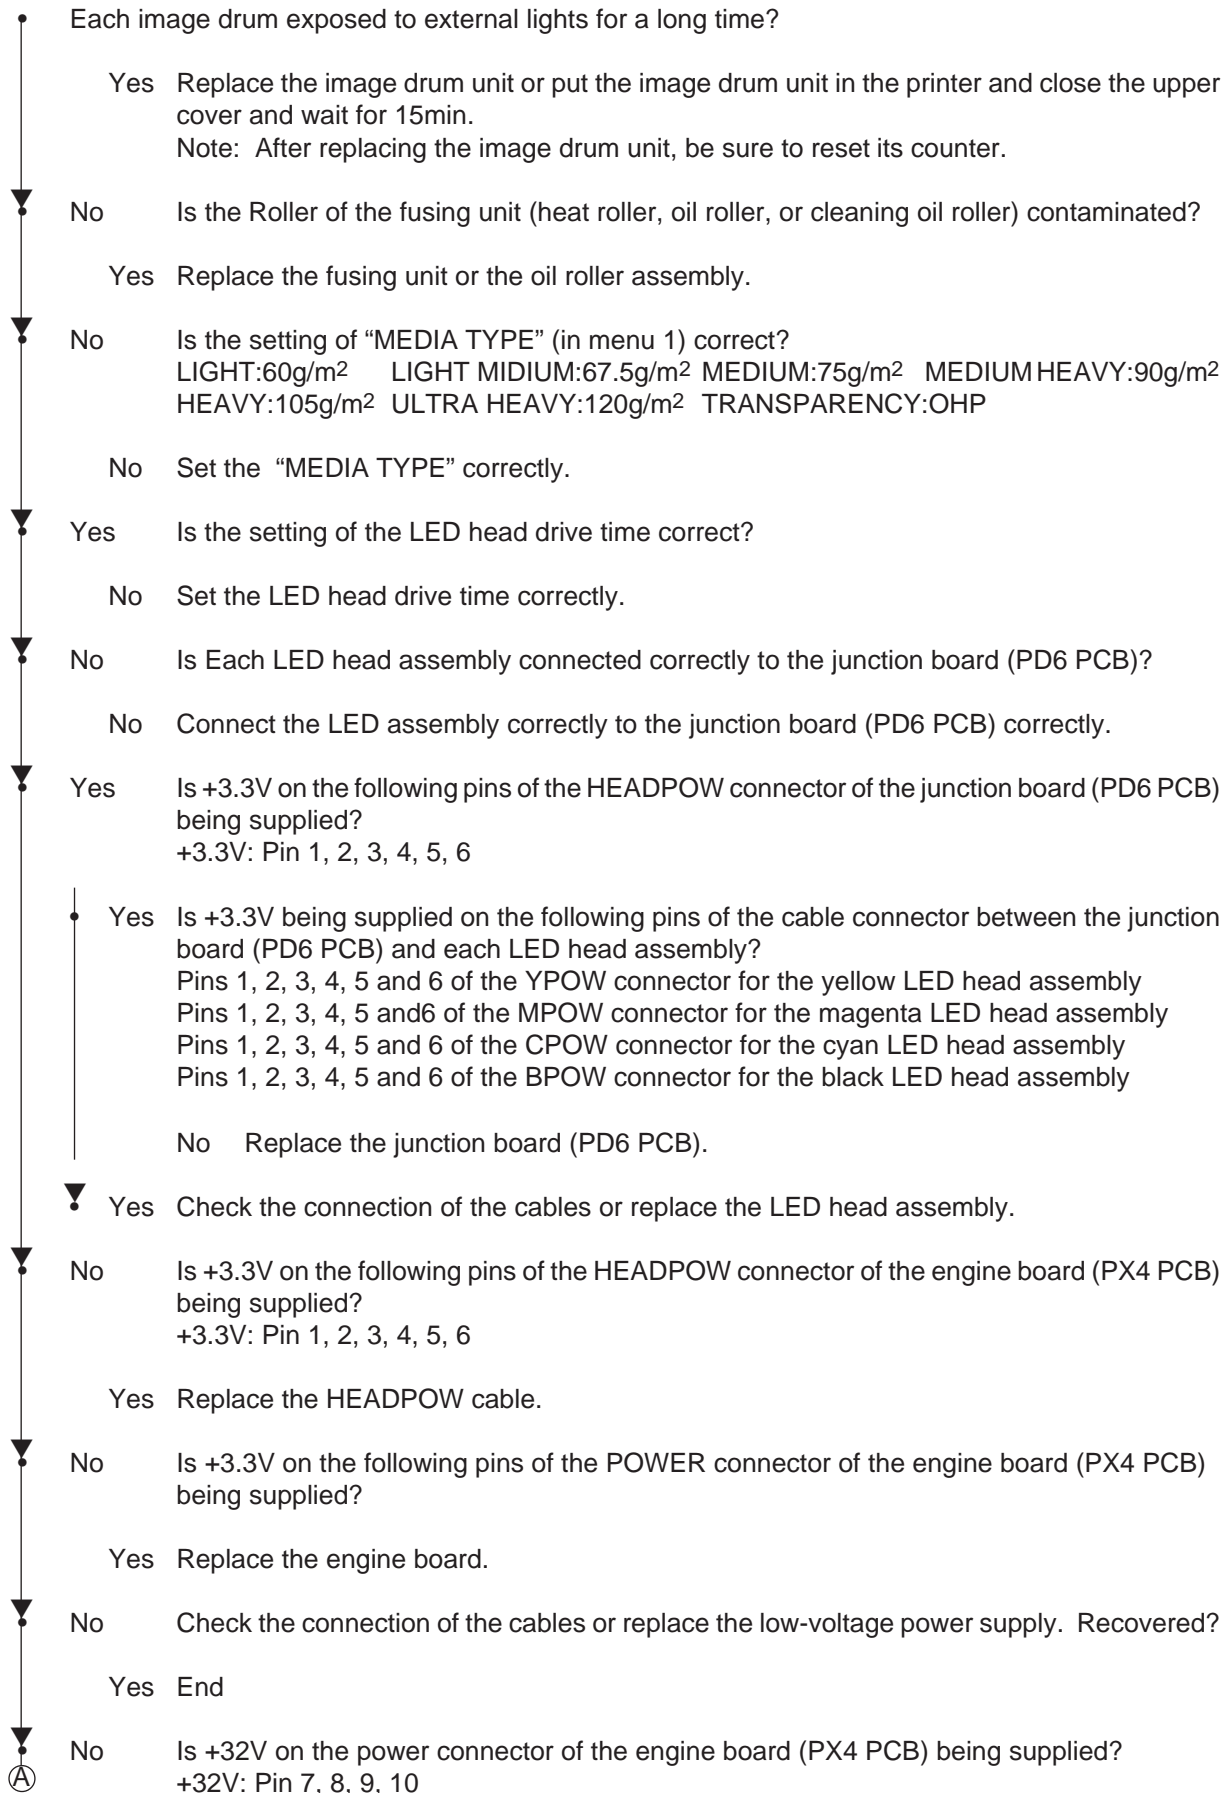 Each image drum exposed to external lights for a long time?
Yes Replace the image drum unit or put the image drum unit in the printer and close the upper
cover and wait for 15min.
Note: After replacing the image drum unit, be sure to reset its counter.
No Is the Roller of the fusing unit (heat roller, oil roller, or cleaning oil roller) contaminated?
Yes Replace the fusing unit or the oil roller assembly.
No Is the setting of “MEDIA TYPE” (in menu 1) correct?
LIGHT:60g/m2 LIGHT MIDIUM:67.5g/m2 MEDIUM:75g/m2 MEDIUM HEAVY:90g/m2
HEAVY:105g/m2 ULTRA HEAVY:120g/m2 TRANSPARENCY:OHP
No Set the “MEDIA TYPE” correctly.
Yes Is the setting of the LED head drive time correct?
No Set the LED head drive time correctly.
No Is Each LED head assembly connected correctly to the junction board (PD6 PCB)?
No Connect the LED assembly correctly to the junction board (PD6 PCB) correctly.
Yes Is +3.3V on the following pins of the HEADPOW connector of the junction board (PD6 PCB)
being supplied?
+3.3V: Pin 1, 2, 3, 4, 5, 6
Yes Is +3.3V being supplied on the following pins of the cable connector between the junction
board (PD6 PCB) and each LED head assembly?
Pins 1, 2, 3, 4, 5 and 6 of the YPOW connector for the yellow LED head assembly
Pins 1, 2, 3, 4, 5 and6 of the MPOW connector for the magenta LED head assembly
Pins 1, 2, 3, 4, 5 and 6 of the CPOW connector for the cyan LED head assembly
Pins 1, 2, 3, 4, 5 and 6 of the BPOW connector for the black LED head assembly
No Replace the junction board (PD6 PCB).
Yes Check the connection of the cables or replace the LED head assembly.
No Is +3.3V on the following pins of the HEADPOW connector of the engine board (PX4 PCB)
being supplied?
+3.3V: Pin 1, 2, 3, 4, 5, 6
Yes Replace the HEADPOW cable.
No Is +3.3V on the following pins of the POWER connector of the engine board (PX4 PCB)
being supplied?
Yes Replace the engine board.
No Check the connection of the cables or replace the low-voltage power supply. Recovered?
Yes End
No Is +32V on the power connector of the engine board (PX4 PCB) being supplied?
A +32V: Pin 7, 8, 9, 10